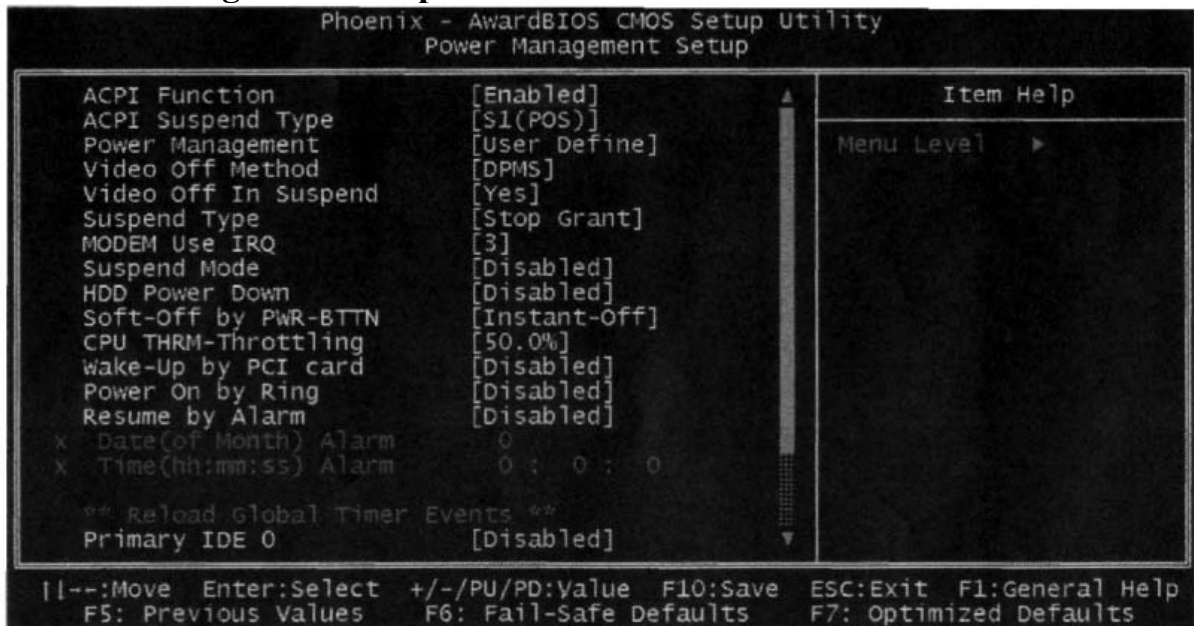 Phoenix - AwardBIOS CMOS Setup Utility
Power Management Setup
ACPI Function [Enabled]
ACPI Suspend Type [S1(POS)]
Power Management [User Define]
Video Off Method [DPMS]
Video Off In Suspend [Yes]
Suspend Type [Stop Grant]
MODEM Use IRQ [3]
Suspend Mode [Disabled]
HDD Power Down [Disabled]
Soft-Off by PWR-BTTN [Instant-Off]
CPU THRM-Throttling [50.0%]
Wake-Up by PCI card [Disabled]
Power On by Ring [Disabled]
Resume by Alarm [Disabled]
x Date(of Month) Alarm 0
x Time(hh:mm:ss) Alarm 0 : 0 : 0
** Reload Global Timer Events **
Primary IDE 0 [Disabled]
Item Help
Menu Level ►
↑↓--:Move Enter:Select +/-/PU/PD:Value F10:Save ESC:Exit F1:General Help
F5: Previous Values F6: Fail-Safe Defaults F7: Optimized Defaults